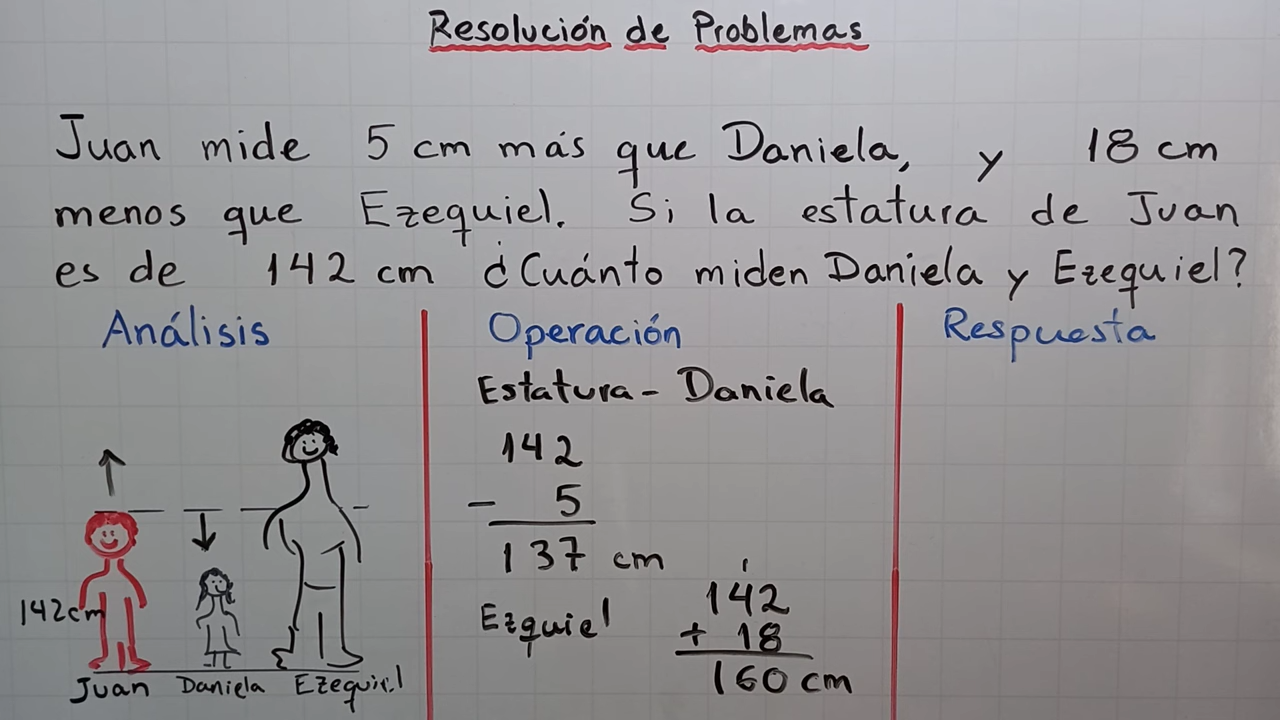 Resolución de Problemas
Juan mide 5 cm más que Daniela, y 18 cm
menos que Ezequiel. Si la estatura de Juan
es de 142 cm ¿Cuánto miden Daniela y Ezequiel?
Análisis
142cm
Juan Daniela Ezequiel
Operación
Estatura - Daniela
142
- 5
137 cm
Ezquiel
1
142
+ 18
160 cm
Respuesta